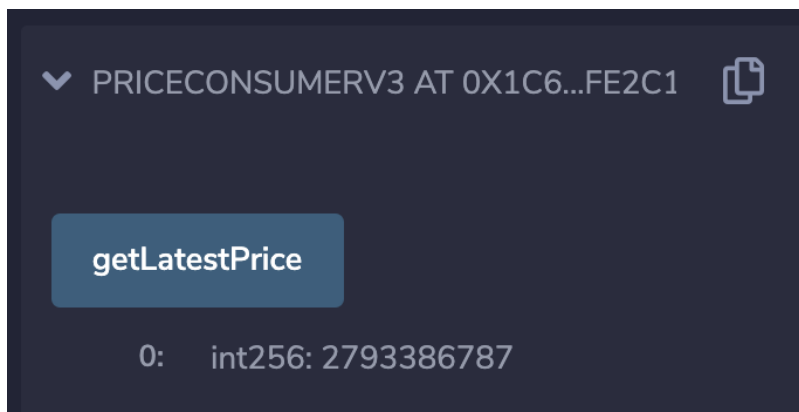 PRICECONSUMERV3 AT 0X1C6...FE2C1
getLatestPrice
0: int256: 2793386787